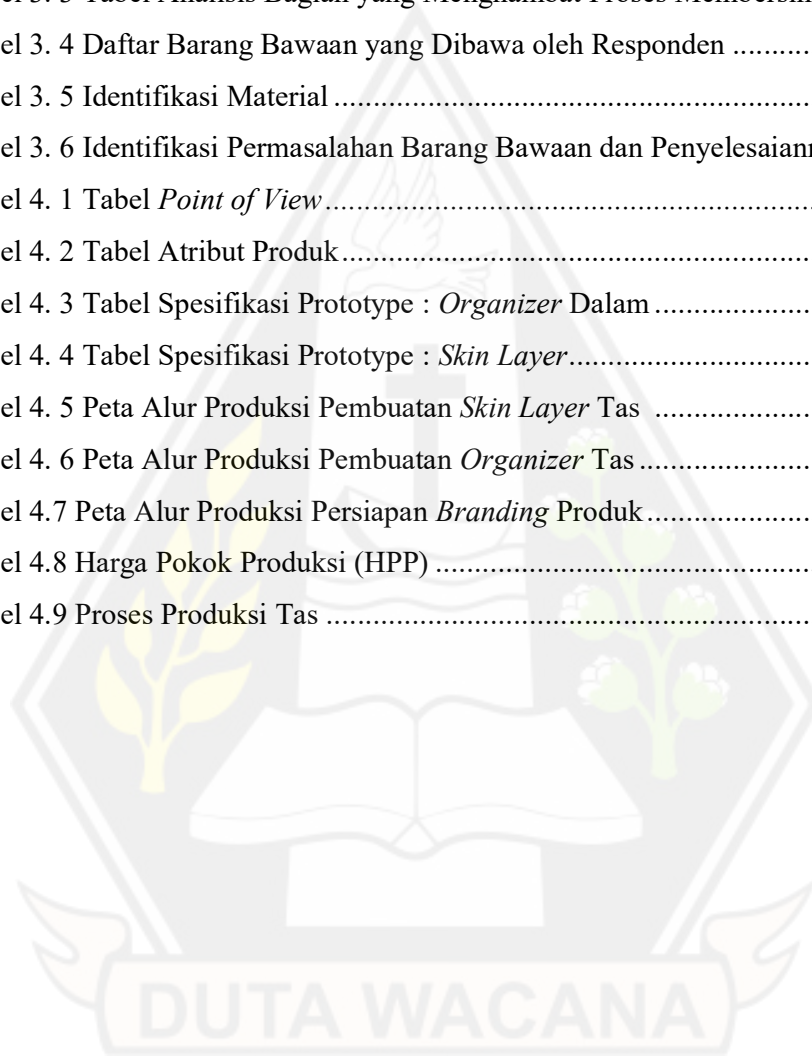 el 3. 4 Daftar Barang Bawaan yang Dibawa oleh Responden ..........
el 3. 5 Identifikasi Material ................................................................
el 3. 6 Identifikasi Permasalahan Barang Bawaan dan Penyelesaiann
el 4. 1 Tabel Point of View................................................................
el 4. 2 Tabel Atribut Produk................................................................
el 4. 3 Tabel Spesifikasi Prototype : Organizer Dalam ....................
el 4. 4 Tabel Spesifikasi Prototype : Skin Layer................................
el 4. 5 Peta Alur Produksi Pembuatan Skin Layer Tas ....................
el 4. 6 Peta Alur Produksi Pembuatan Organizer Tas ......................
el 4.7 Peta Alur Produksi Persiapan Branding Produk.....................
el 4.8 Harga Pokok Produksi (HPP) ..................................................
el 4.9 Proses Produksi Tas ................................................................
DUTA WACANA